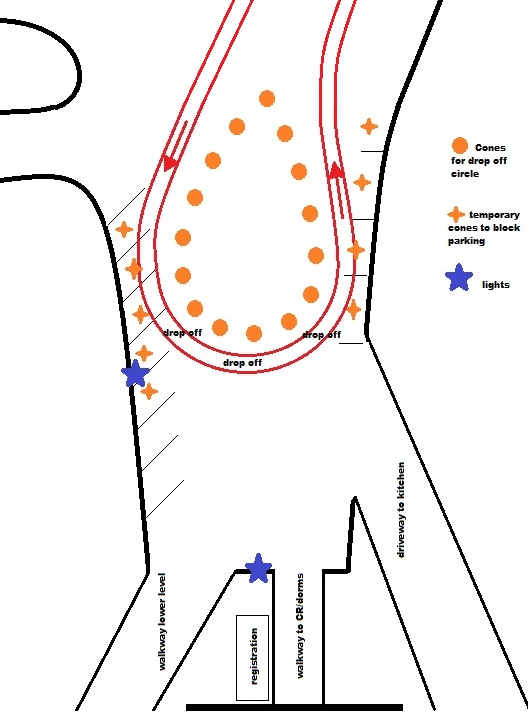 Cones
for drop off
circle
temporary
cones to block
parking
lights
drop off
drop off
drop off
driveway to kitchen
walkway lower level
registration
walkway to CR/dorms